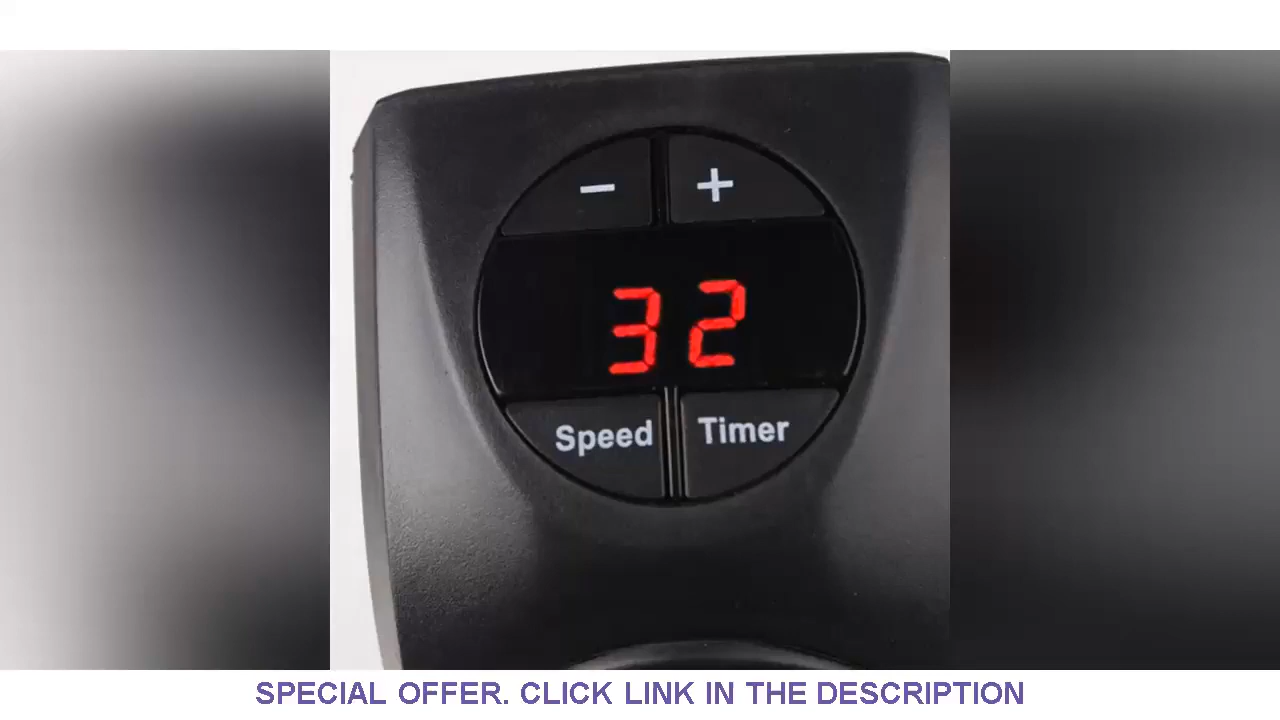 − +
32
Speed Timer
SPECIAL OFFER. CLICK LINK IN THE DESCRIPTION